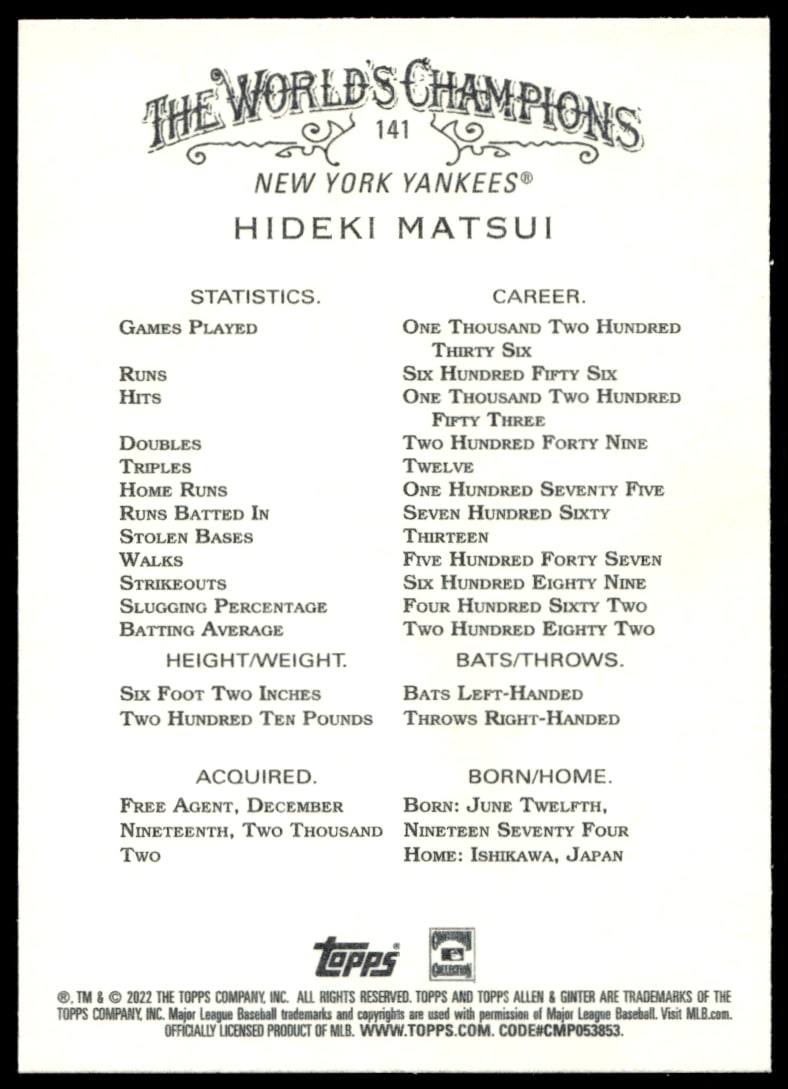 THE WORLD'S CHAMPIONS
141
NEW YORK YANKEES®
HIDEKI MATSUI
STATISTICS. CAREER.
GAMES PLAYED ONE THOUSAND TWO HUNDRED
THIRTY SIX
RUNS SIX HUNDRED FIFTY SIX
HITS ONE THOUSAND TWO HUNDRED
FIFTY THREE
DOUBLES TWO HUNDRED FORTY NINE
TRIPLES TWELVE
HOME RUNS ONE HUNDRED SEVENTY FIVE
RUNS BATTED IN SEVEN HUNDRED SIXTY
STOLEN BASES THIRTEEN
WALKS FIVE HUNDRED FORTY SEVEN
STRIKEOUTS SIX HUNDRED EIGHTY NINE
SLUGGING PERCENTAGE FOUR HUNDRED SIXTY TWO
BATTING AVERAGE TWO HUNDRED EIGHTY TWO
HEIGHT/WEIGHT. BATS/THROWS.
SIX FOOT TWO INCHES BATS LEFT-HANDED
TWO HUNDRED TEN POUNDS THROWS RIGHT-HANDED
ACQUIRED. BORN/HOME.
FREE AGENT, DECEMBER BORN: JUNE TWELFTH,
NINETEENTH, TWO THOUSAND NINETEEN SEVENTY FOUR
TWO HOME: ISHIKAWA, JAPAN
topps®
COOPERSTOWN
COLLECTION
®, TM & © 2022 THE TOPPS COMPANY, INC. ALL RIGHTS RESERVED. TOPPS AND TOPPS ALLEN & GINTER ARE TRADEMARKS OF THE
TOPPS COMPANY, INC. Major League Baseball trademarks and copyrights are used with permission of Major League Baseball. Visit MLB.com.
OFFICIALLY LICENSED PRODUCT OF MLB. WWW.TOPPS.COM. CODE#CMP053853.